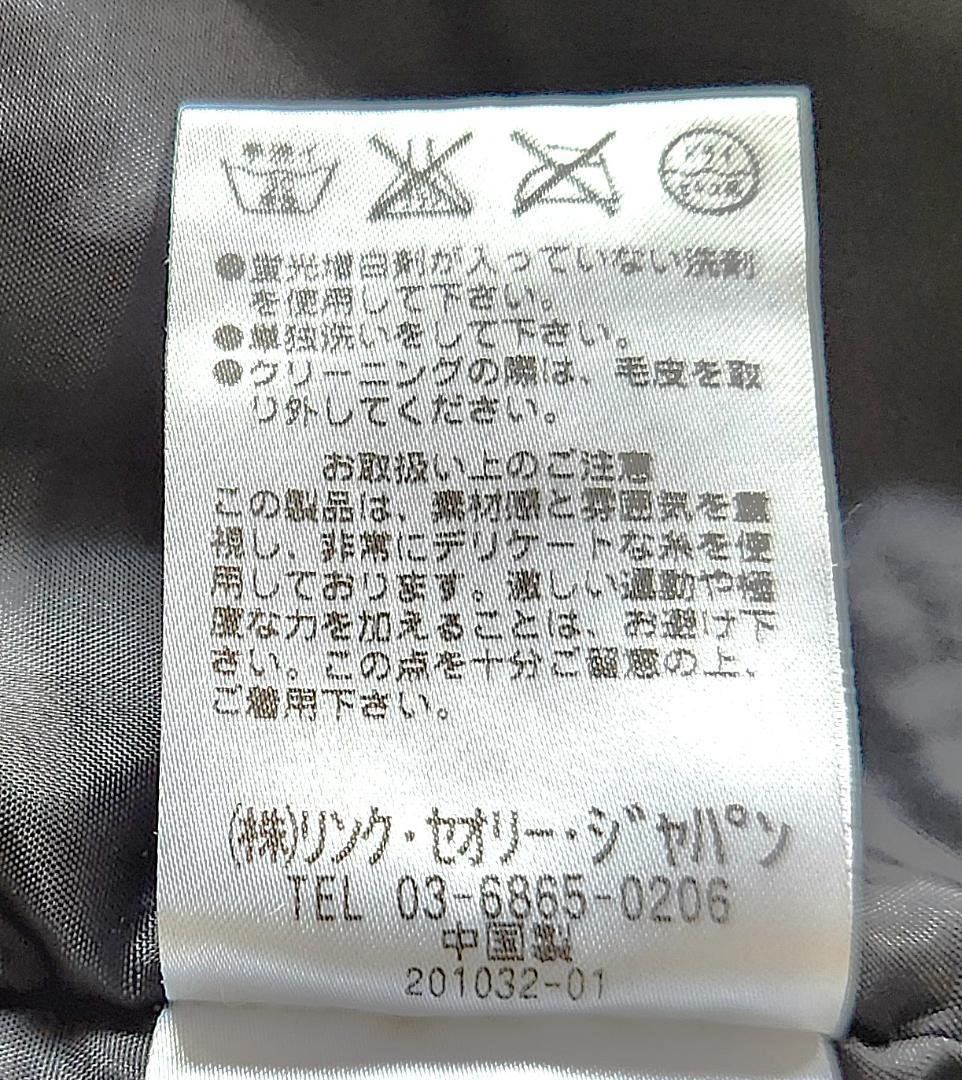 手洗イ
中性
ドライ
セキユ系
●蛍光増白剤が入っていない洗剤
を使用して下さい。
●単独洗いをして下さい。
●クリーニングの際は、毛皮を取
り外してください。
お取扱い上のご注意
この製品は、素材感と雰囲気を重
視し、非常にデリケートな糸を使
用しております。激しい運動や極
度な力を加えることは、お避け下
さい。この点を十分ご留意の上、
ご着用下さい。
(株)リンク・セオリー・ジャパン
TEL 03-6865-0206
中国製
201032-01